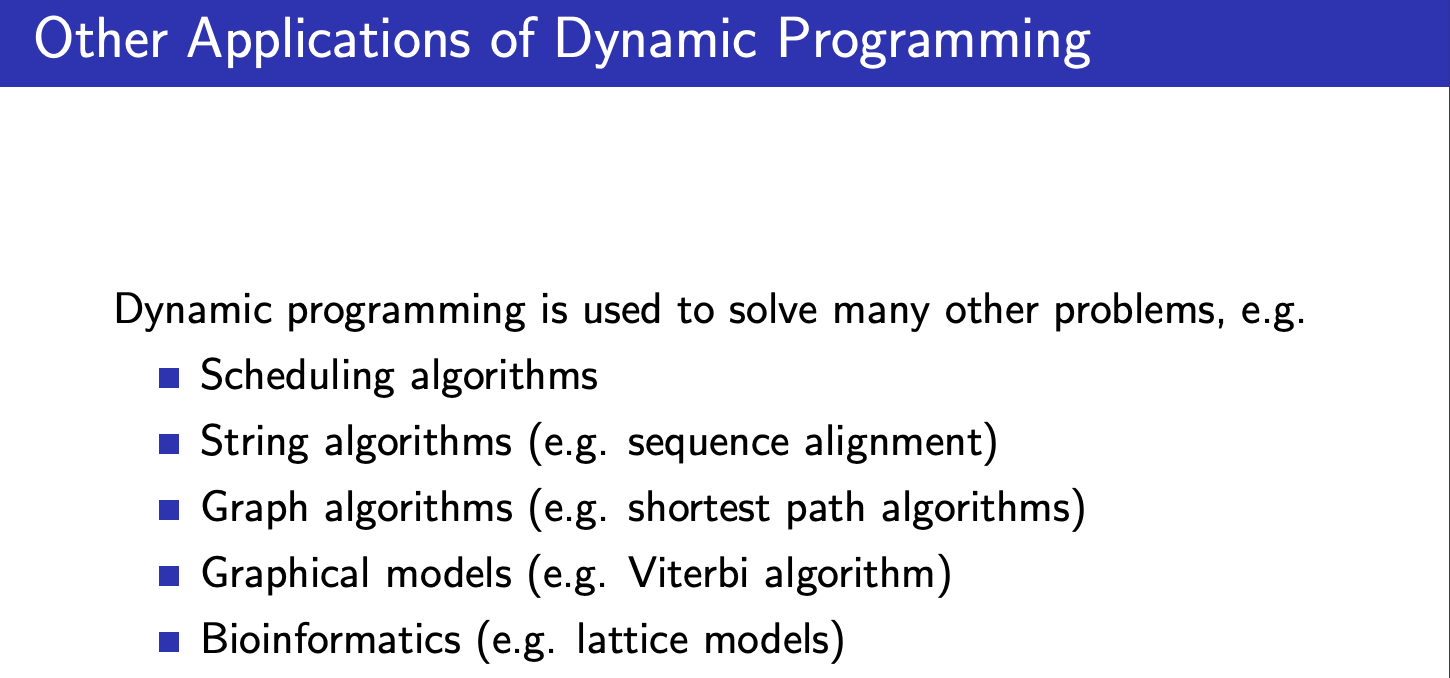 Other Applications of Dynamic Programming
Dynamic programming is used to solve many other problems, e.g.
Scheduling algorithms
String algorithms (e.g. sequence alignment)
Graph algorithms (e.g. shortest path algorithms)
Graphical models (e.g. Viterbi algorithm)
Bioinformatics (e.g. lattice models)